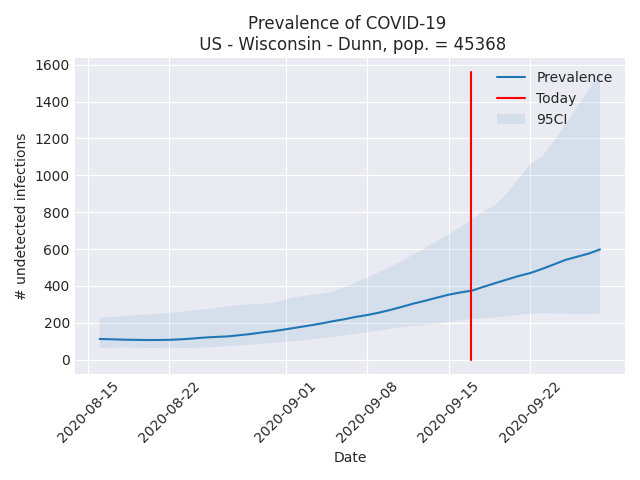 Prevalence of COVID-19
US - Wisconsin - Dunn, pop. = 45368
1600
1400
1200
1000
800
600
400
200
0
# undetected infections
Prevalence
Today
95CI
2020-08-15
2020-08-22
2020-09-01
2020-09-08
2020-09-15
2020-09-22
Date